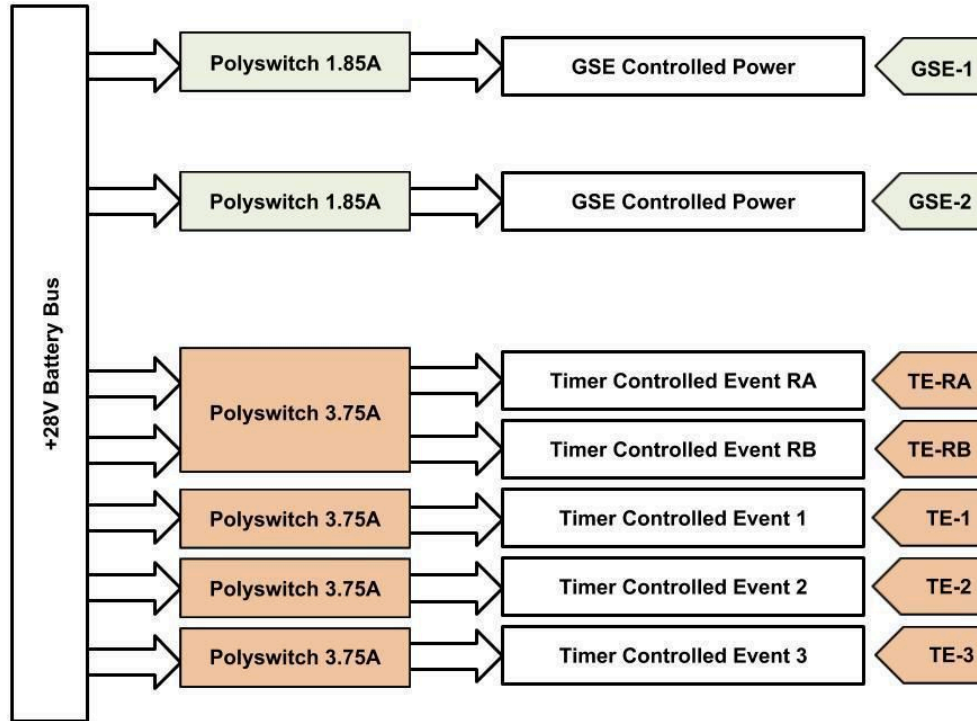 +28V Battery Bus
Polyswitch 1.85A
GSE Controlled Power
GSE-1
Polyswitch 1.85A
GSE Controlled Power
GSE-2
Polyswitch 3.75A
Timer Controlled Event RA
TE-RA
Timer Controlled Event RB
TE-RB
Polyswitch 3.75A
Timer Controlled Event 1
TE-1
Polyswitch 3.75A
Timer Controlled Event 2
TE-2
Polyswitch 3.75A
Timer Controlled Event 3
TE-3